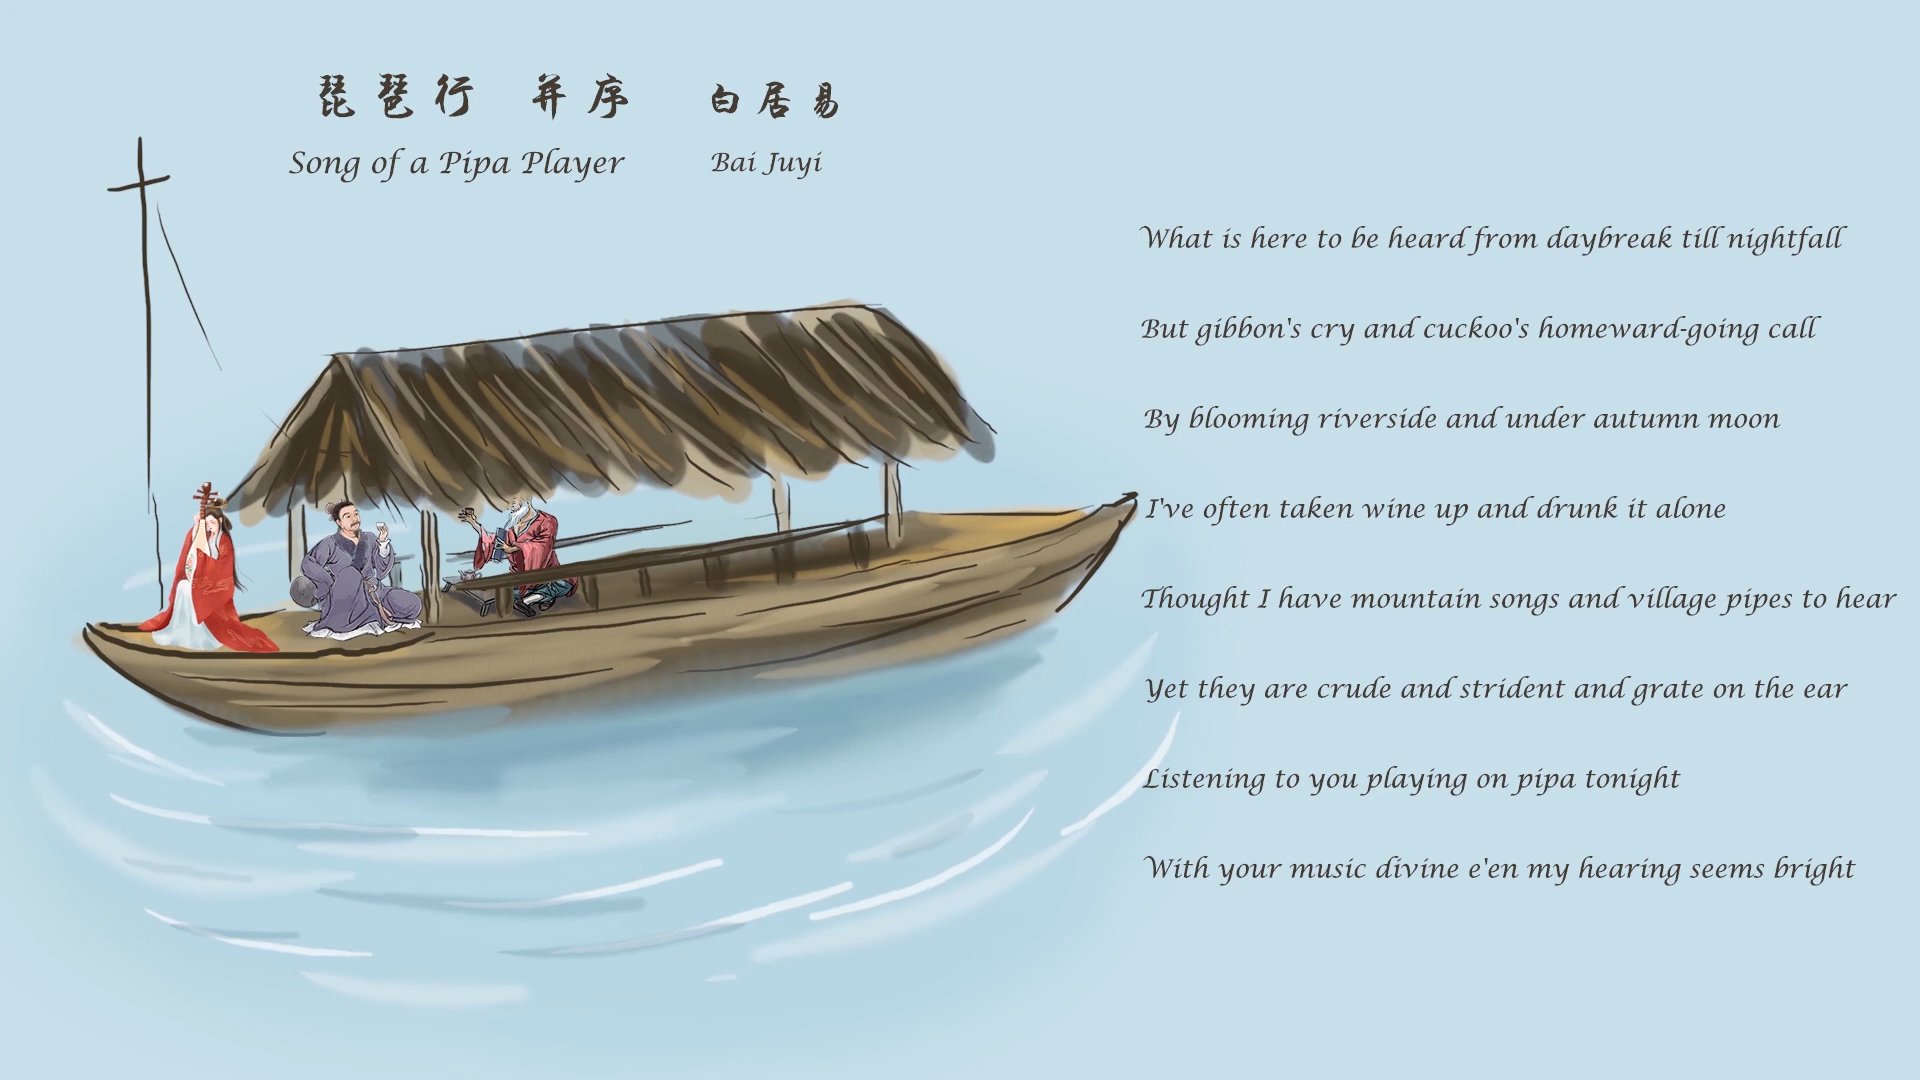 琵琶行 并序 白居易
Song of a Pipa Player Bai Juyi
What is here to be heard from daybreak till nightfall
But gibbon's cry and cuckoo's homeward-going call
By blooming riverside and under autumn moon
I've often taken wine up and drunk it alone
Thought I have mountain songs and village pipes to hear
Yet they are crude and strident and grate on the ear
Listening to you playing on pipa tonight
With your music divine e'en my hearing seems bright